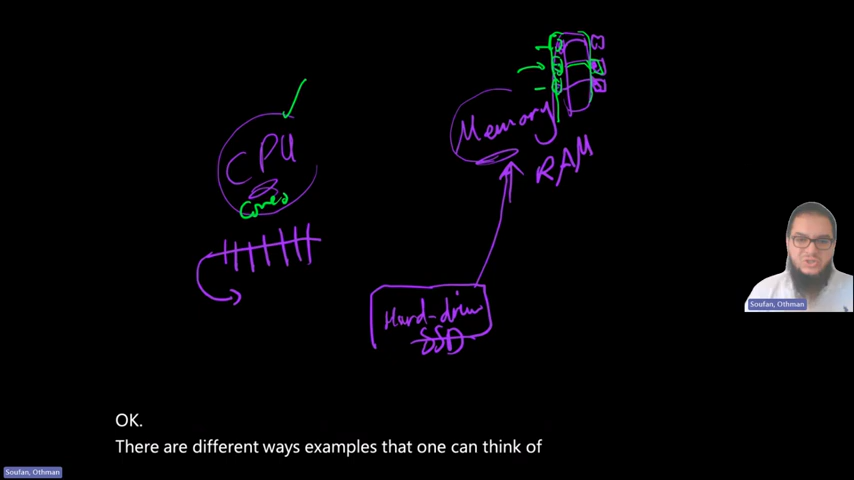 CPU
Cores
Memory
RAM
Hard-drive
SSD
Soufan, Othman
OK.
There are different ways examples that one can think of
Soufan, Othman